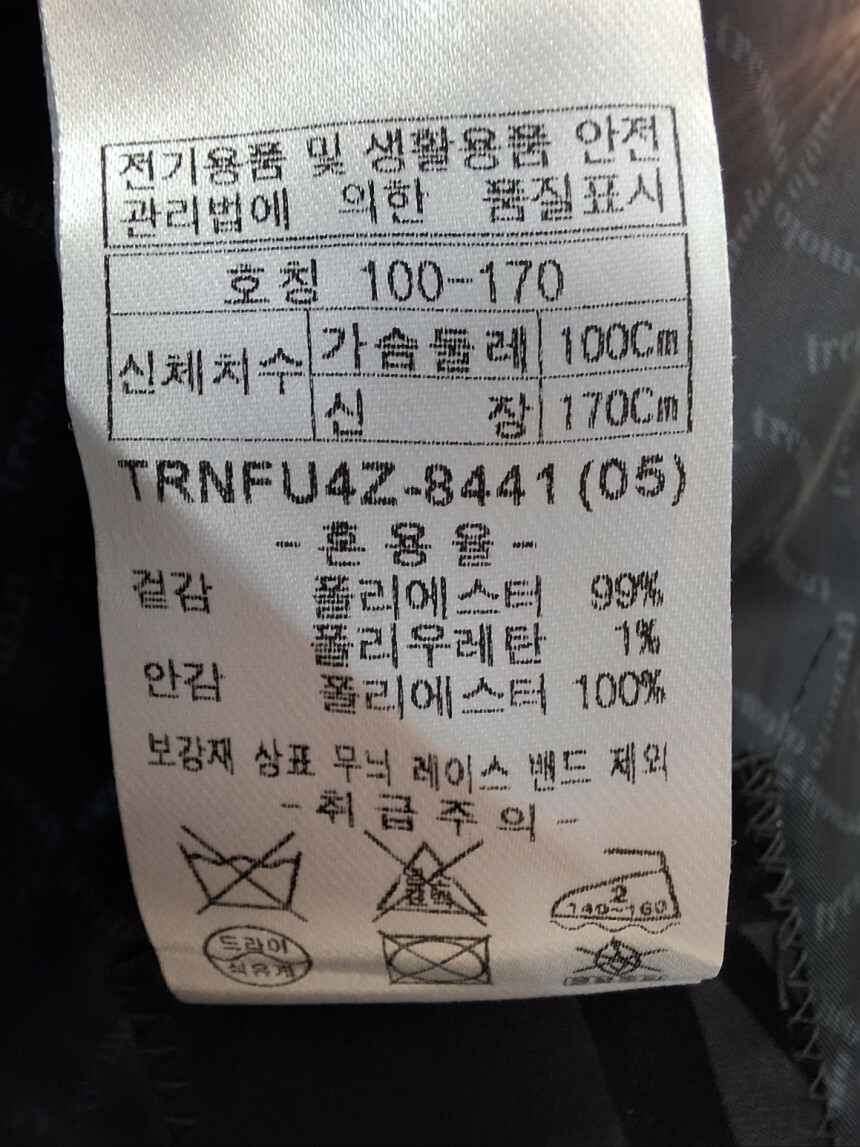 전기용품 및 생활용품 안전
관리법에 의한 품질표시
호칭 100-170
신체치수 가슴둘레 100Cm
신 장 170Cm
TRNFU4Z-8441(05)
- 혼 용 율 -
겉감 폴리에스터 99%
폴리우레탄 1%
안감 폴리에스터 100%
보강재 상표 무늬 레이스 밴드 제외
- 취 급 주 의 -
2
140~160
드라이
석유계